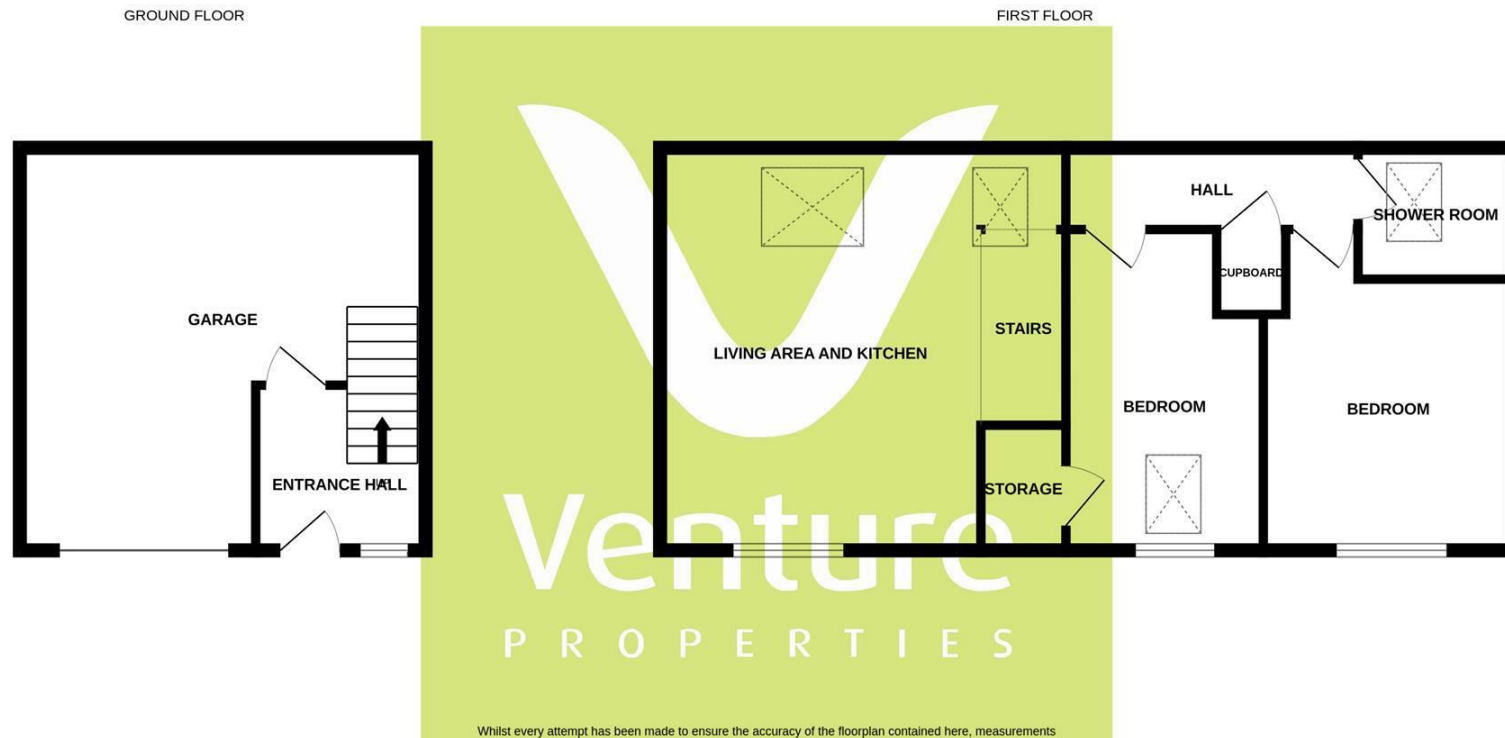 GROUND FLOOR
FIRST FLOOR
GARAGE
ENTRANCE HALL
HALL
SHOWER ROOM
CUPBOARD
STAIRS
LIVING AREA AND KITCHEN
BEDROOM
BEDROOM
STORAGE
Venture
PROPERTIES
Whilst every attempt has been made to ensure the accuracy of the floorplan contained here, measurements